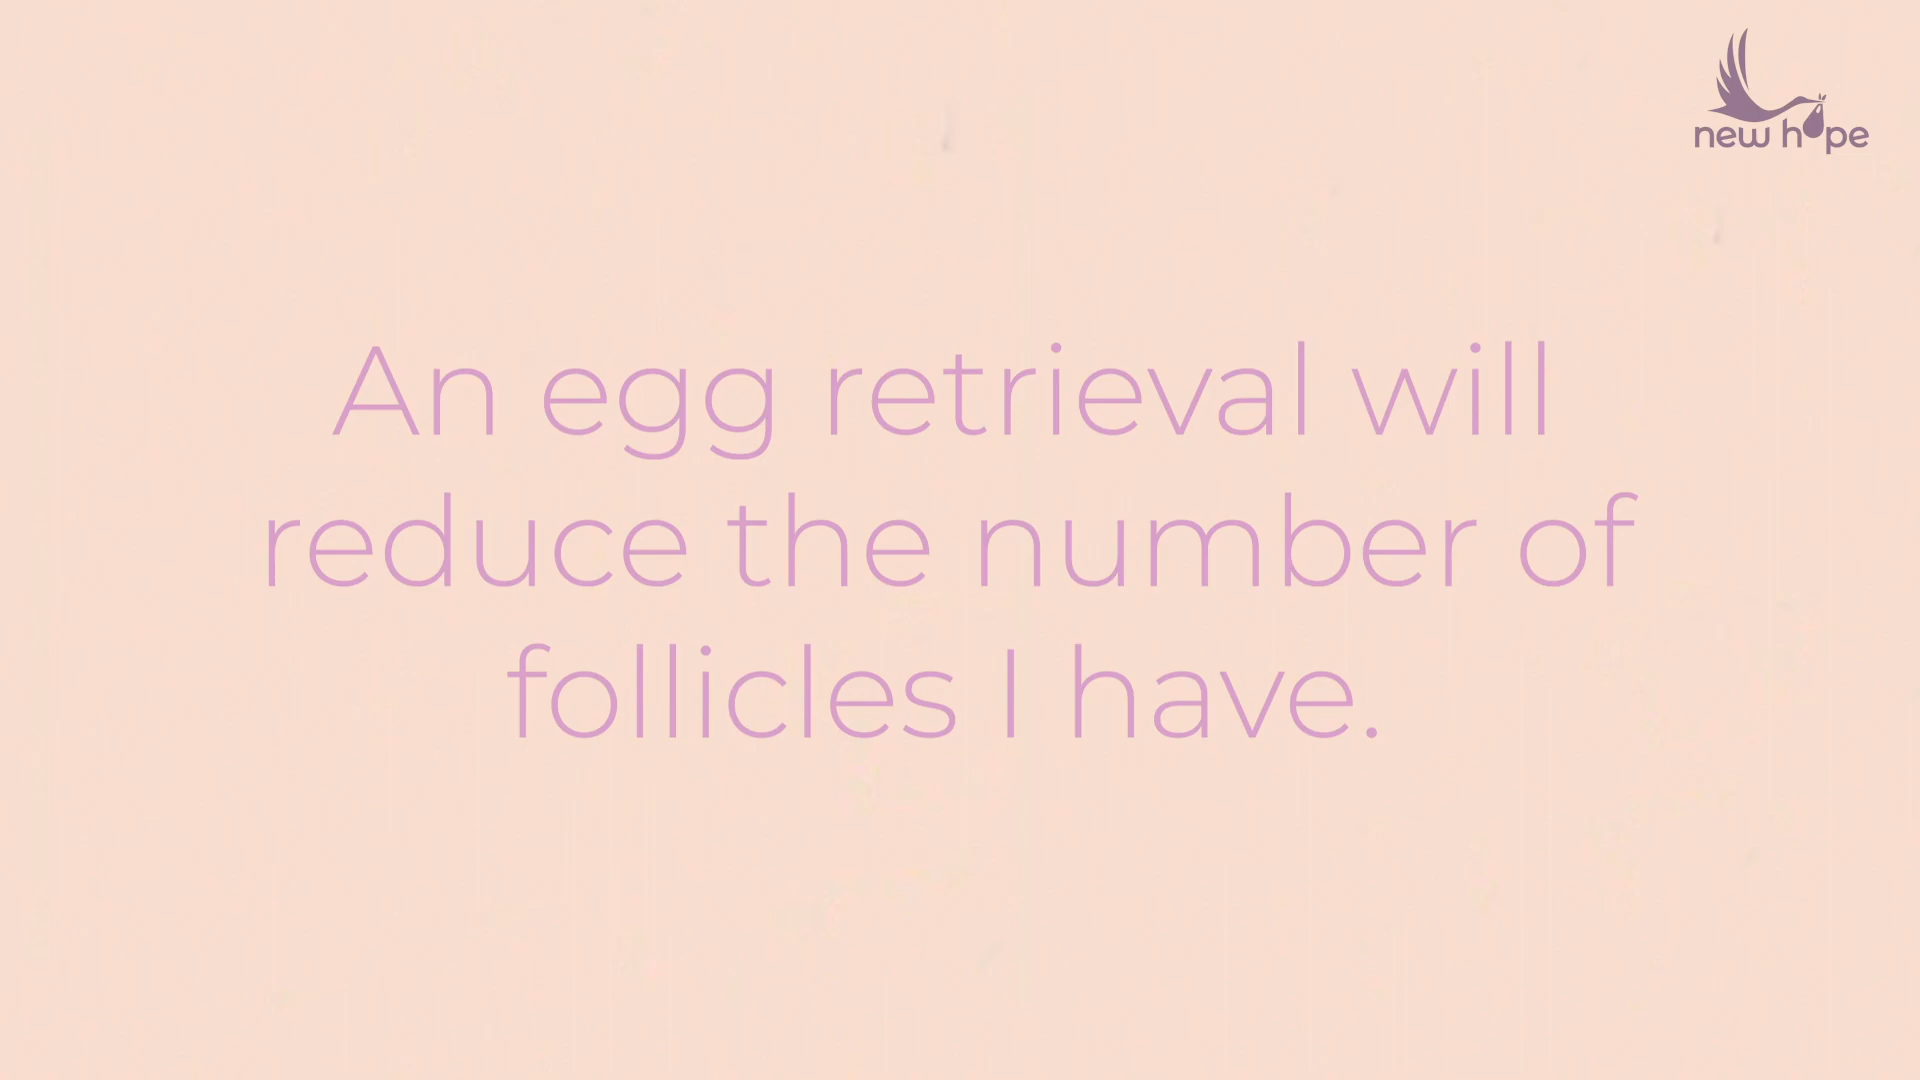 new hope
An egg retrieval will
reduce the number of
follicles I have.